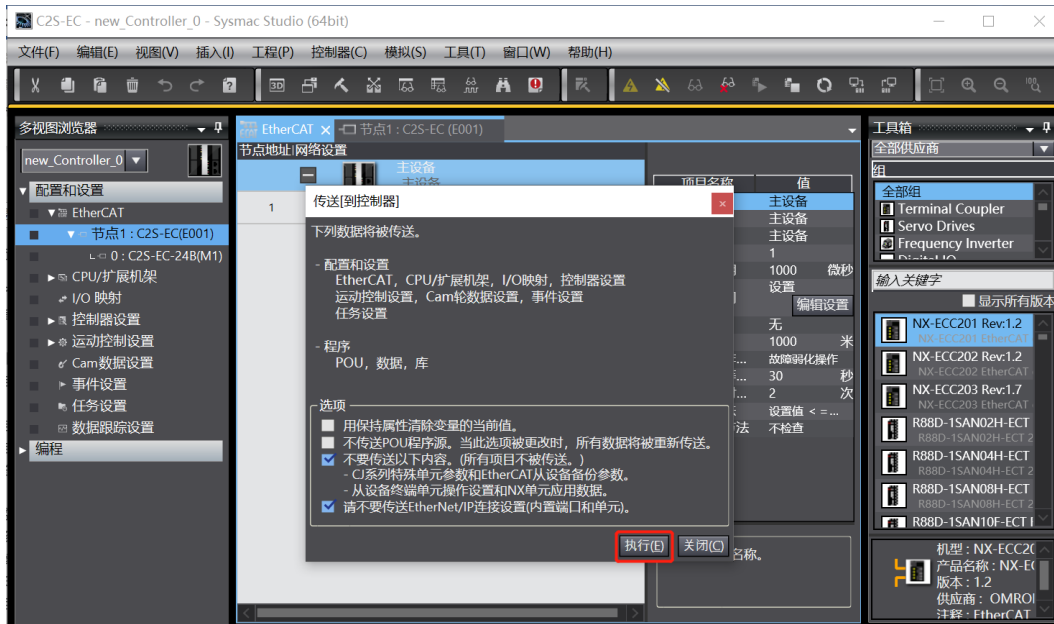 C2S-EC - new_Controller_0 - Sysmac Studio (64bit)
文件(F) 编辑(E) 视图(V) 插入(I) 工程(P) 控制器(C) 模拟(S) 工具(T) 窗口(W) 帮助(H)
多视图浏览器
new_Controller_0
配置和设置
EtherCAT
节点1 : C2S-EC(E001)
0 : C2S-EC-24B(M1)
CPU/扩展机架
I/O 映射
控制器设置
运动控制设置
Cam数据设置
事件设置
任务设置
数据跟踪设置
编程
EtherCAT
节点1 : C2S-EC (E001)
节点地址|网络设置
主设备
主设备
1
项目名称 值
主设备
主设备
主设备
1
1000 微秒
设置
编辑设置
无
1000 米
故障弱化操作
30 秒
2 次
设置值 < = ...
法 不检查
名称。
传送[到控制器]
下列数据将被传送。
- 配置和设置
EtherCAT，CPU/扩展机架，I/O映射，控制器设置
运动控制设置，Cam轮数据设置，事件设置
任务设置
- 程序
POU，数据，库
选项
用保持属性清除变量的当前值。
不传送POU程序源。当此选项被更改时，所有数据将被重新传送。
不要传送以下内容。(所有项目不被传送。)
- CJ系列特殊单元参数和EtherCAT从设备备份参数。
- 从设备终端单元操作设置和NX单元应用数据。
请不要传送EtherNet/IP连接设置(内置端口和单元)。
执行(E) 关闭(C)
工具箱
全部供应商
组
全部组
Terminal Coupler
Servo Drives
Frequency Inverter
输入关键字
显示所有版本
NX-ECC201 Rev:1.2
NX-ECC201 EtherCAT
NX-ECC202 Rev:1.2
NX-ECC202 EtherCAT
NX-ECC203 Rev:1.7
NX-ECC203 EtherCAT
R88D-1SAN02H-ECT
R88D-1SAN02H-ECT 2
R88D-1SAN04H-ECT
R88D-1SAN04H-ECT 2
R88D-1SAN08H-ECT
R88D-1SAN08H-ECT 2
R88D-1SAN10F-ECT
机型 : NX-ECC2
产品名称 : NX-E
版本 : 1.2
供应商 : OMRO
注释 : EtherCAT